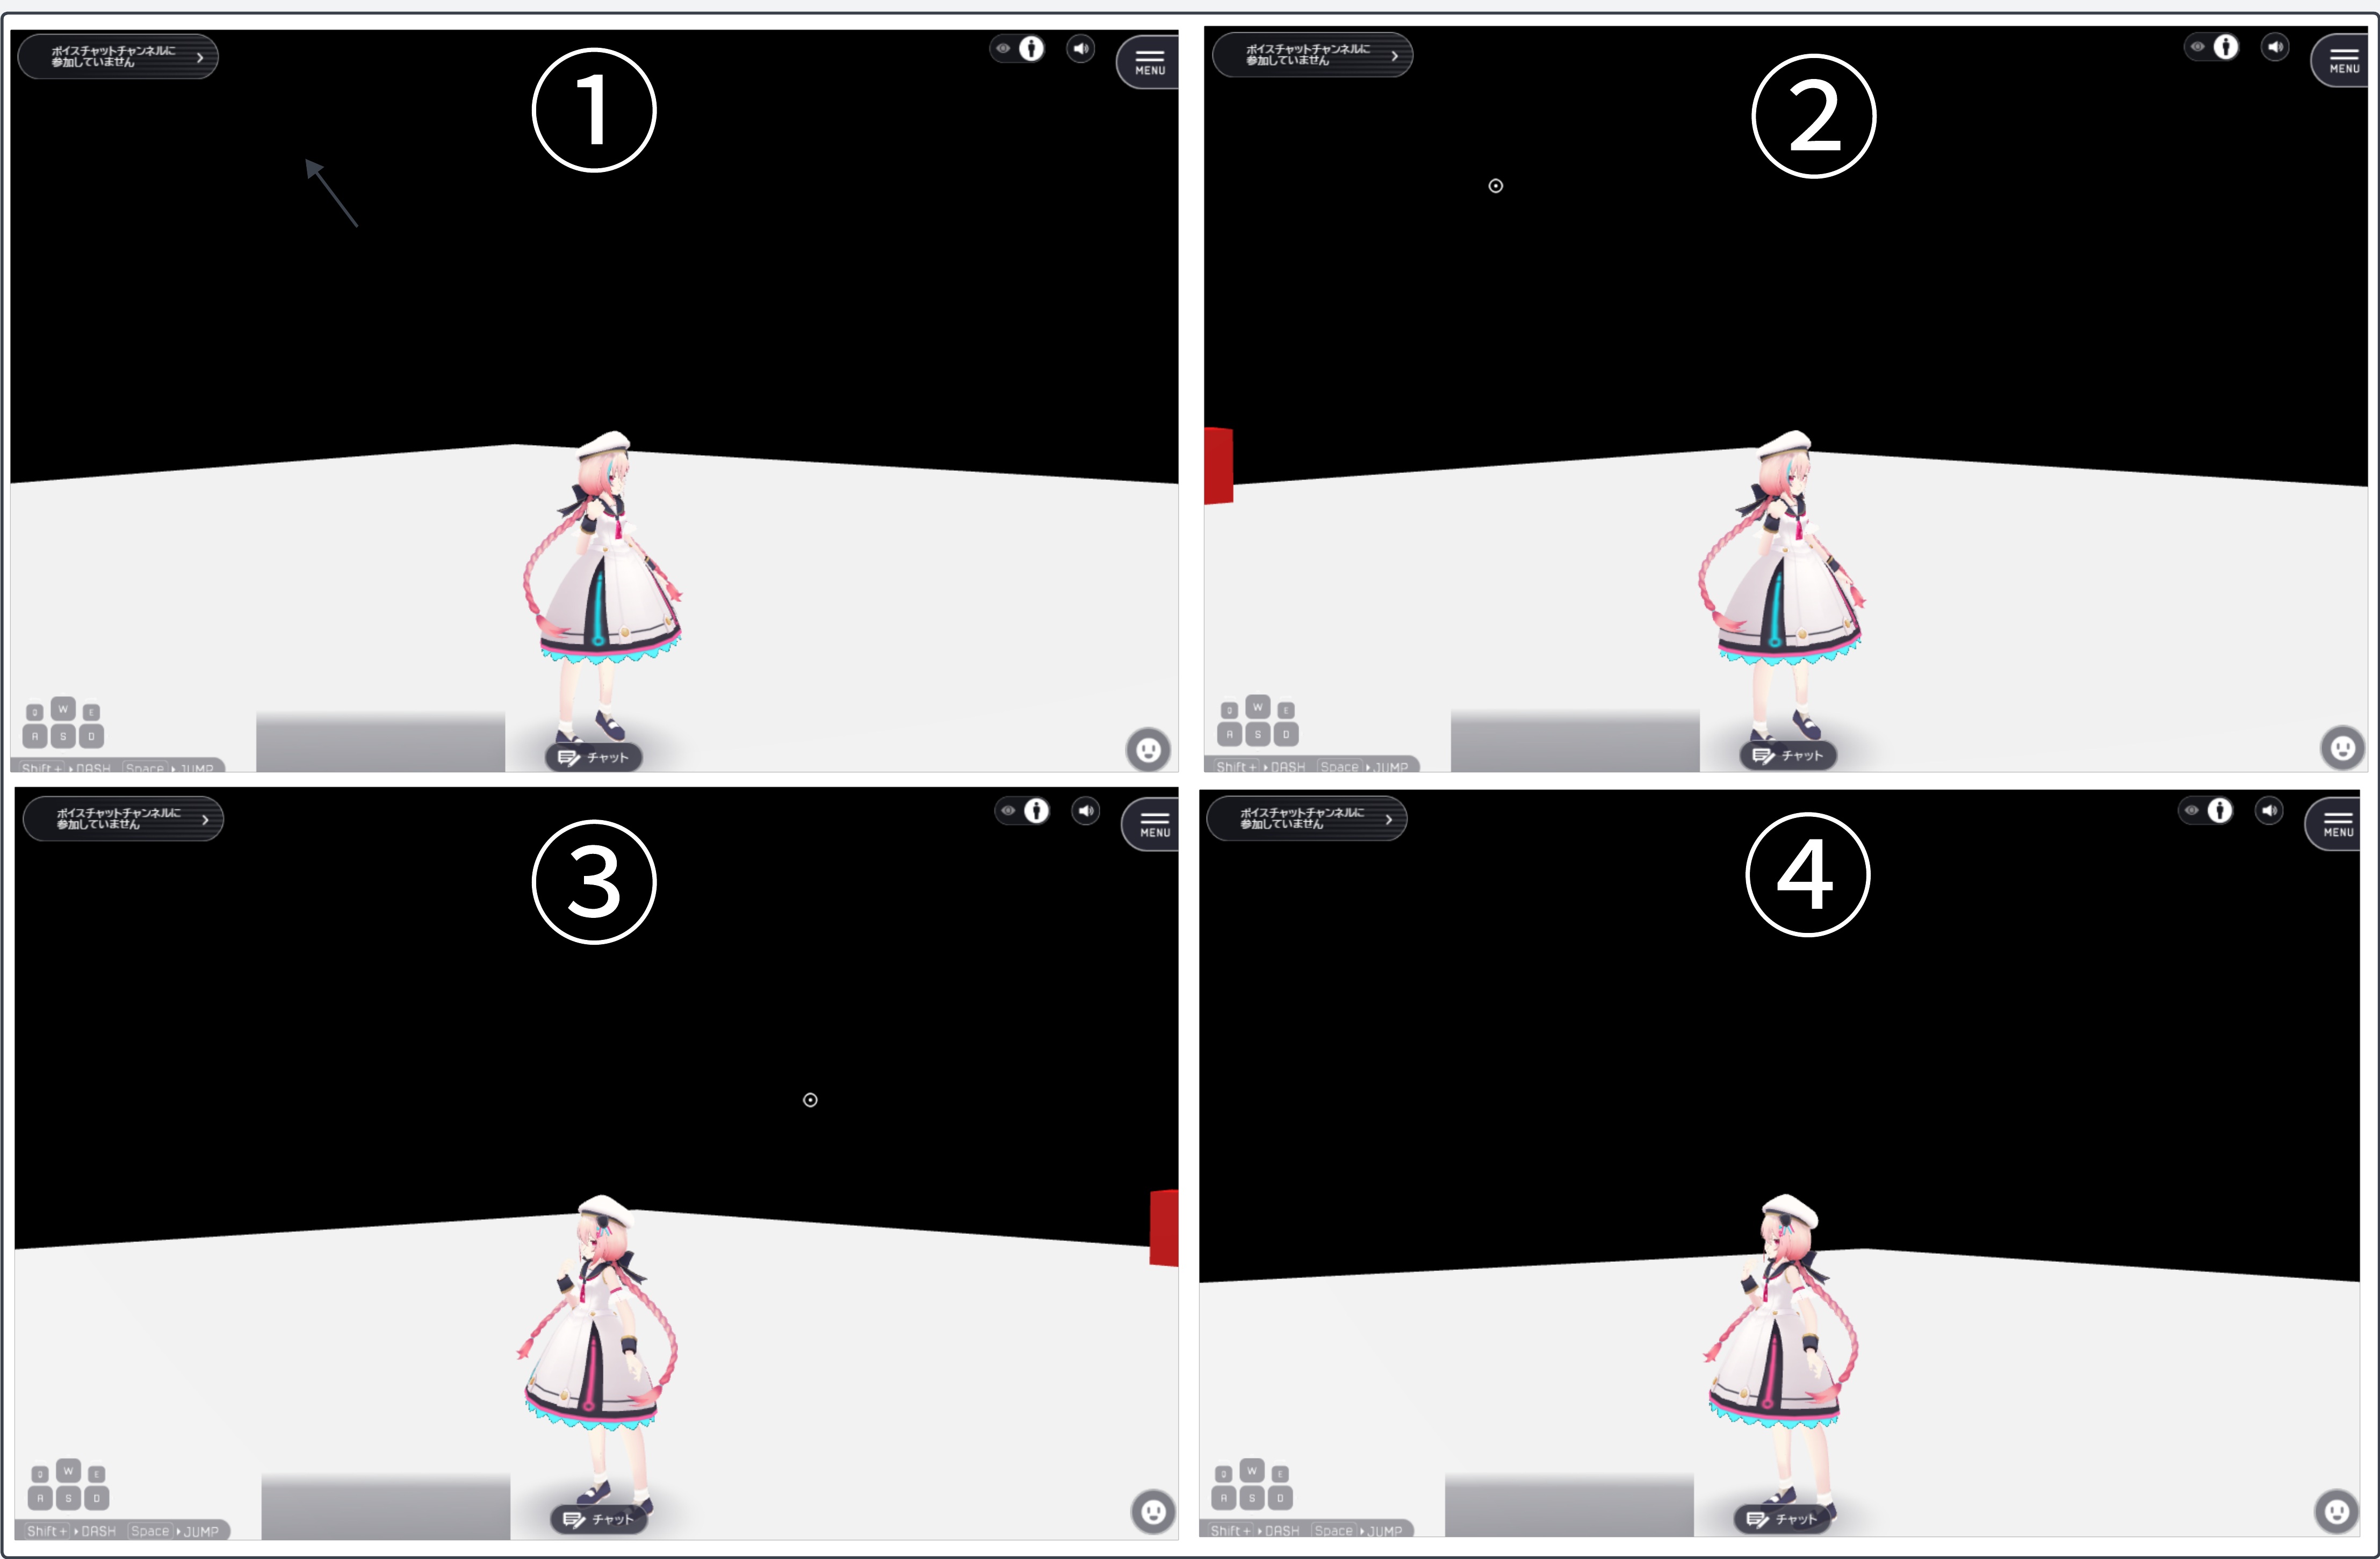 ボイスチャットチャンネルに
参加していません
MENU
①
Q W E
A S D
Shift + DASH Space JUMP
チャット
ボイスチャットチャンネルに
参加していません
MENU
②
Q W E
A S D
Shift + DASH Space JUMP
チャット
ボイスチャットチャンネルに
参加していません
MENU
③
Q W E
A S D
Shift + DASH Space JUMP
チャット
ボイスチャットチャンネルに
参加していません
MENU
④
Q W E
A S D
Shift + DASH Space JUMP
チャット